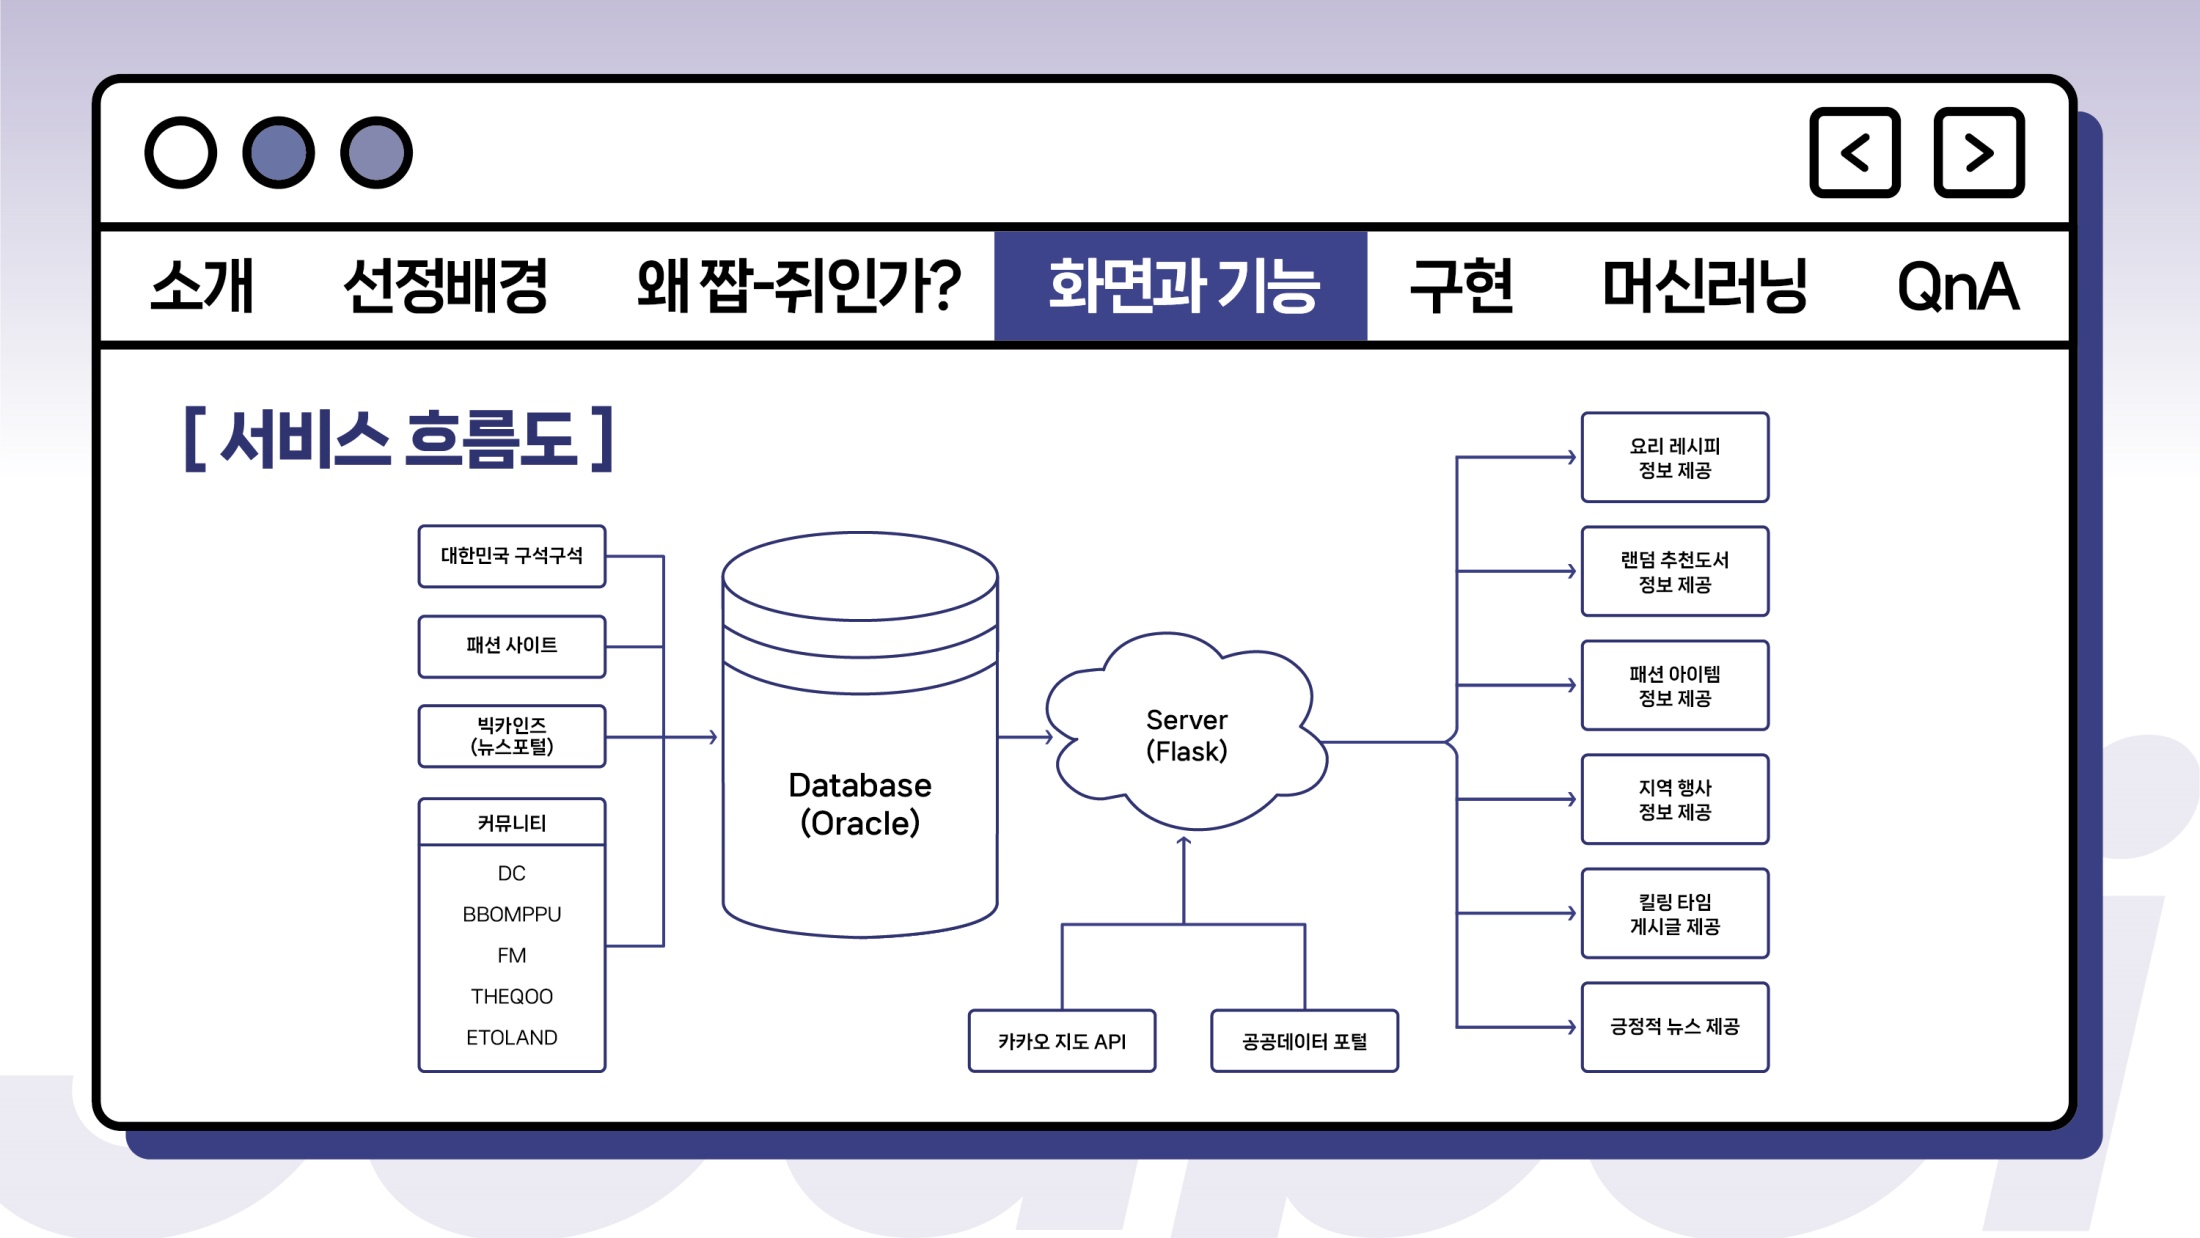 소개
선정배경
왜 짭-쥐인가?
화면과 기능
구현
머신러닝
QnA
[ 서비스 흐름도 ]
대한민국 구석구석
패션 사이트
빅카인즈
(뉴스포털)
커뮤니티
DC
BBOMPPU
FM
THEQOO
ETOLAND
Database
(Oracle)
Server
(Flask)
카카오 지도 API
공공데이터 포털
요리 레시피
정보 제공
랜덤 추천도서
정보 제공
패션 아이템
정보 제공
지역 행사
정보 제공
킬링 타임
게시글 제공
긍정적 뉴스 제공